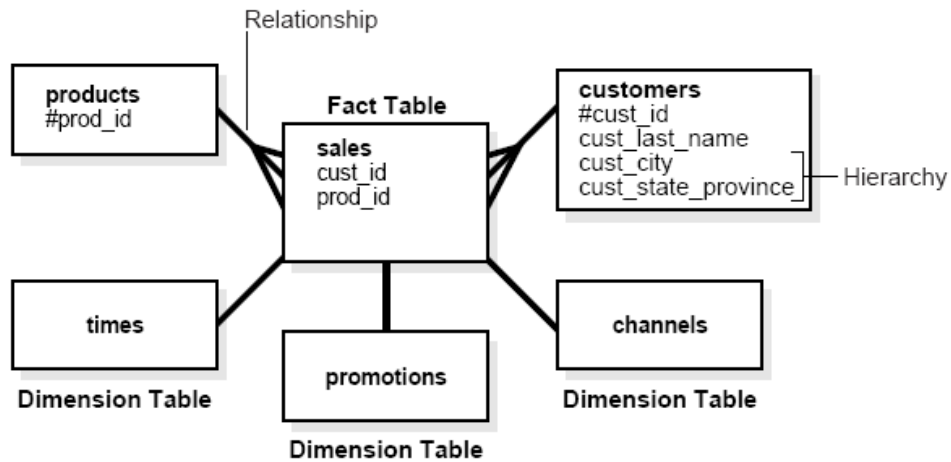 Relationship
products
#prod_id
Fact Table
sales
cust_id
prod_id
customers
#cust_id
cust_last_name
cust_city
cust_state_province
Hierarchy
times
Dimension Table
promotions
Dimension Table
channels
Dimension Table